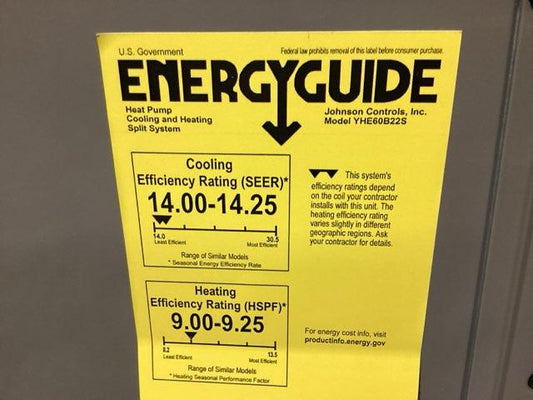 U.S. Government
Federal law prohibits removal of this label before consumer purchase.
ENERGYGUIDE
Heat Pump
Cooling and Heating
Split System
Johnson Controls, Inc.
Model YHE60B22S
Cooling
Efficiency Rating (SEER)*
14.00-14.25
14.0
30.5
Least Efficient
Most Efficient
Range of Similar Models
* Seasonal Energy Efficiency Rate
This system's
efficiency ratings depend
on the coil your contractor
installs with this unit. The
heating efficiency rating
varies slightly in different
geographic regions. Ask
your contractor for details.
Heating
Efficiency Rating (HSPF)*
9.00-9.25
8.2
13.5
Least Efficient
Most Efficient
Range of Similar Models
* Heating Seasonal Performance Factor
For energy cost info, visit
productinfo.energy.gov